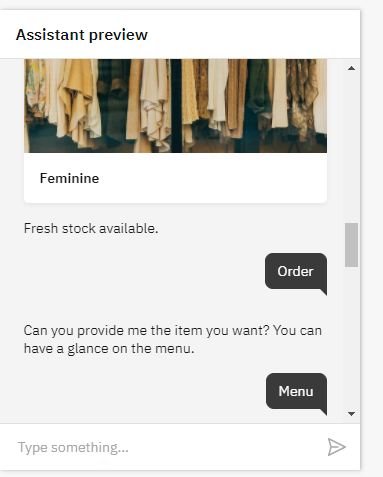 Assistant preview
Feminine
Fresh stock available.
Order
Can you provide me the item you want? You can
have a glance on the menu.
Menu
Type something...